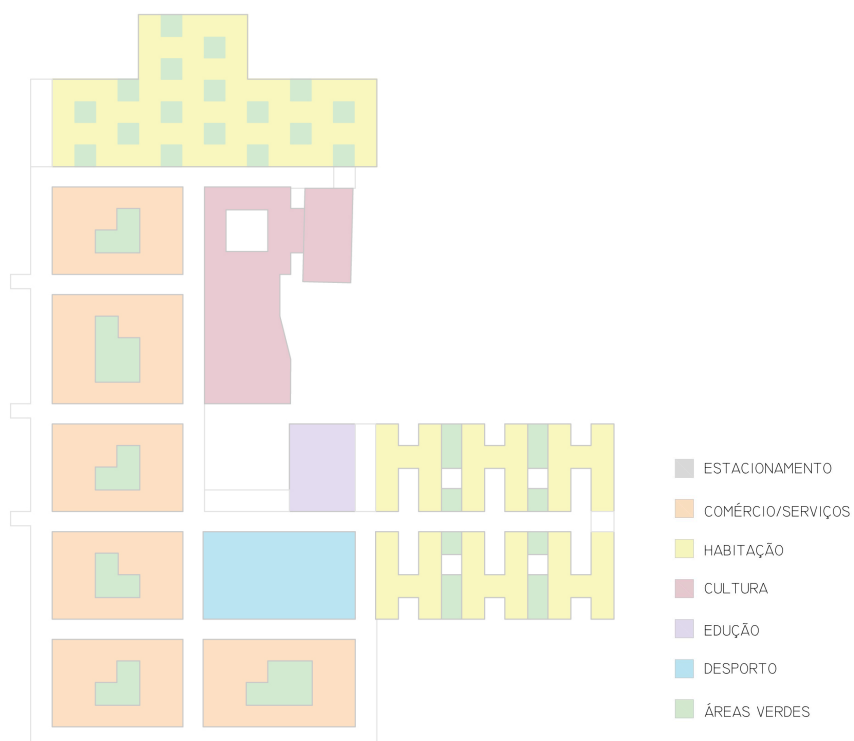 ESTACIONAMENTO
COMÉRCIO/SERVIÇOS
HABITAÇÃO
CULTURA
EDUÇÃO
DESPORTO
ÁREAS VERDES